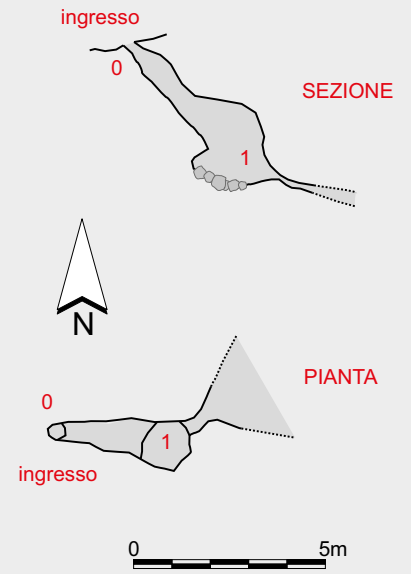 ingresso
0
SEZIONE
1
N
PIANTA
0
1
ingresso
0 5m